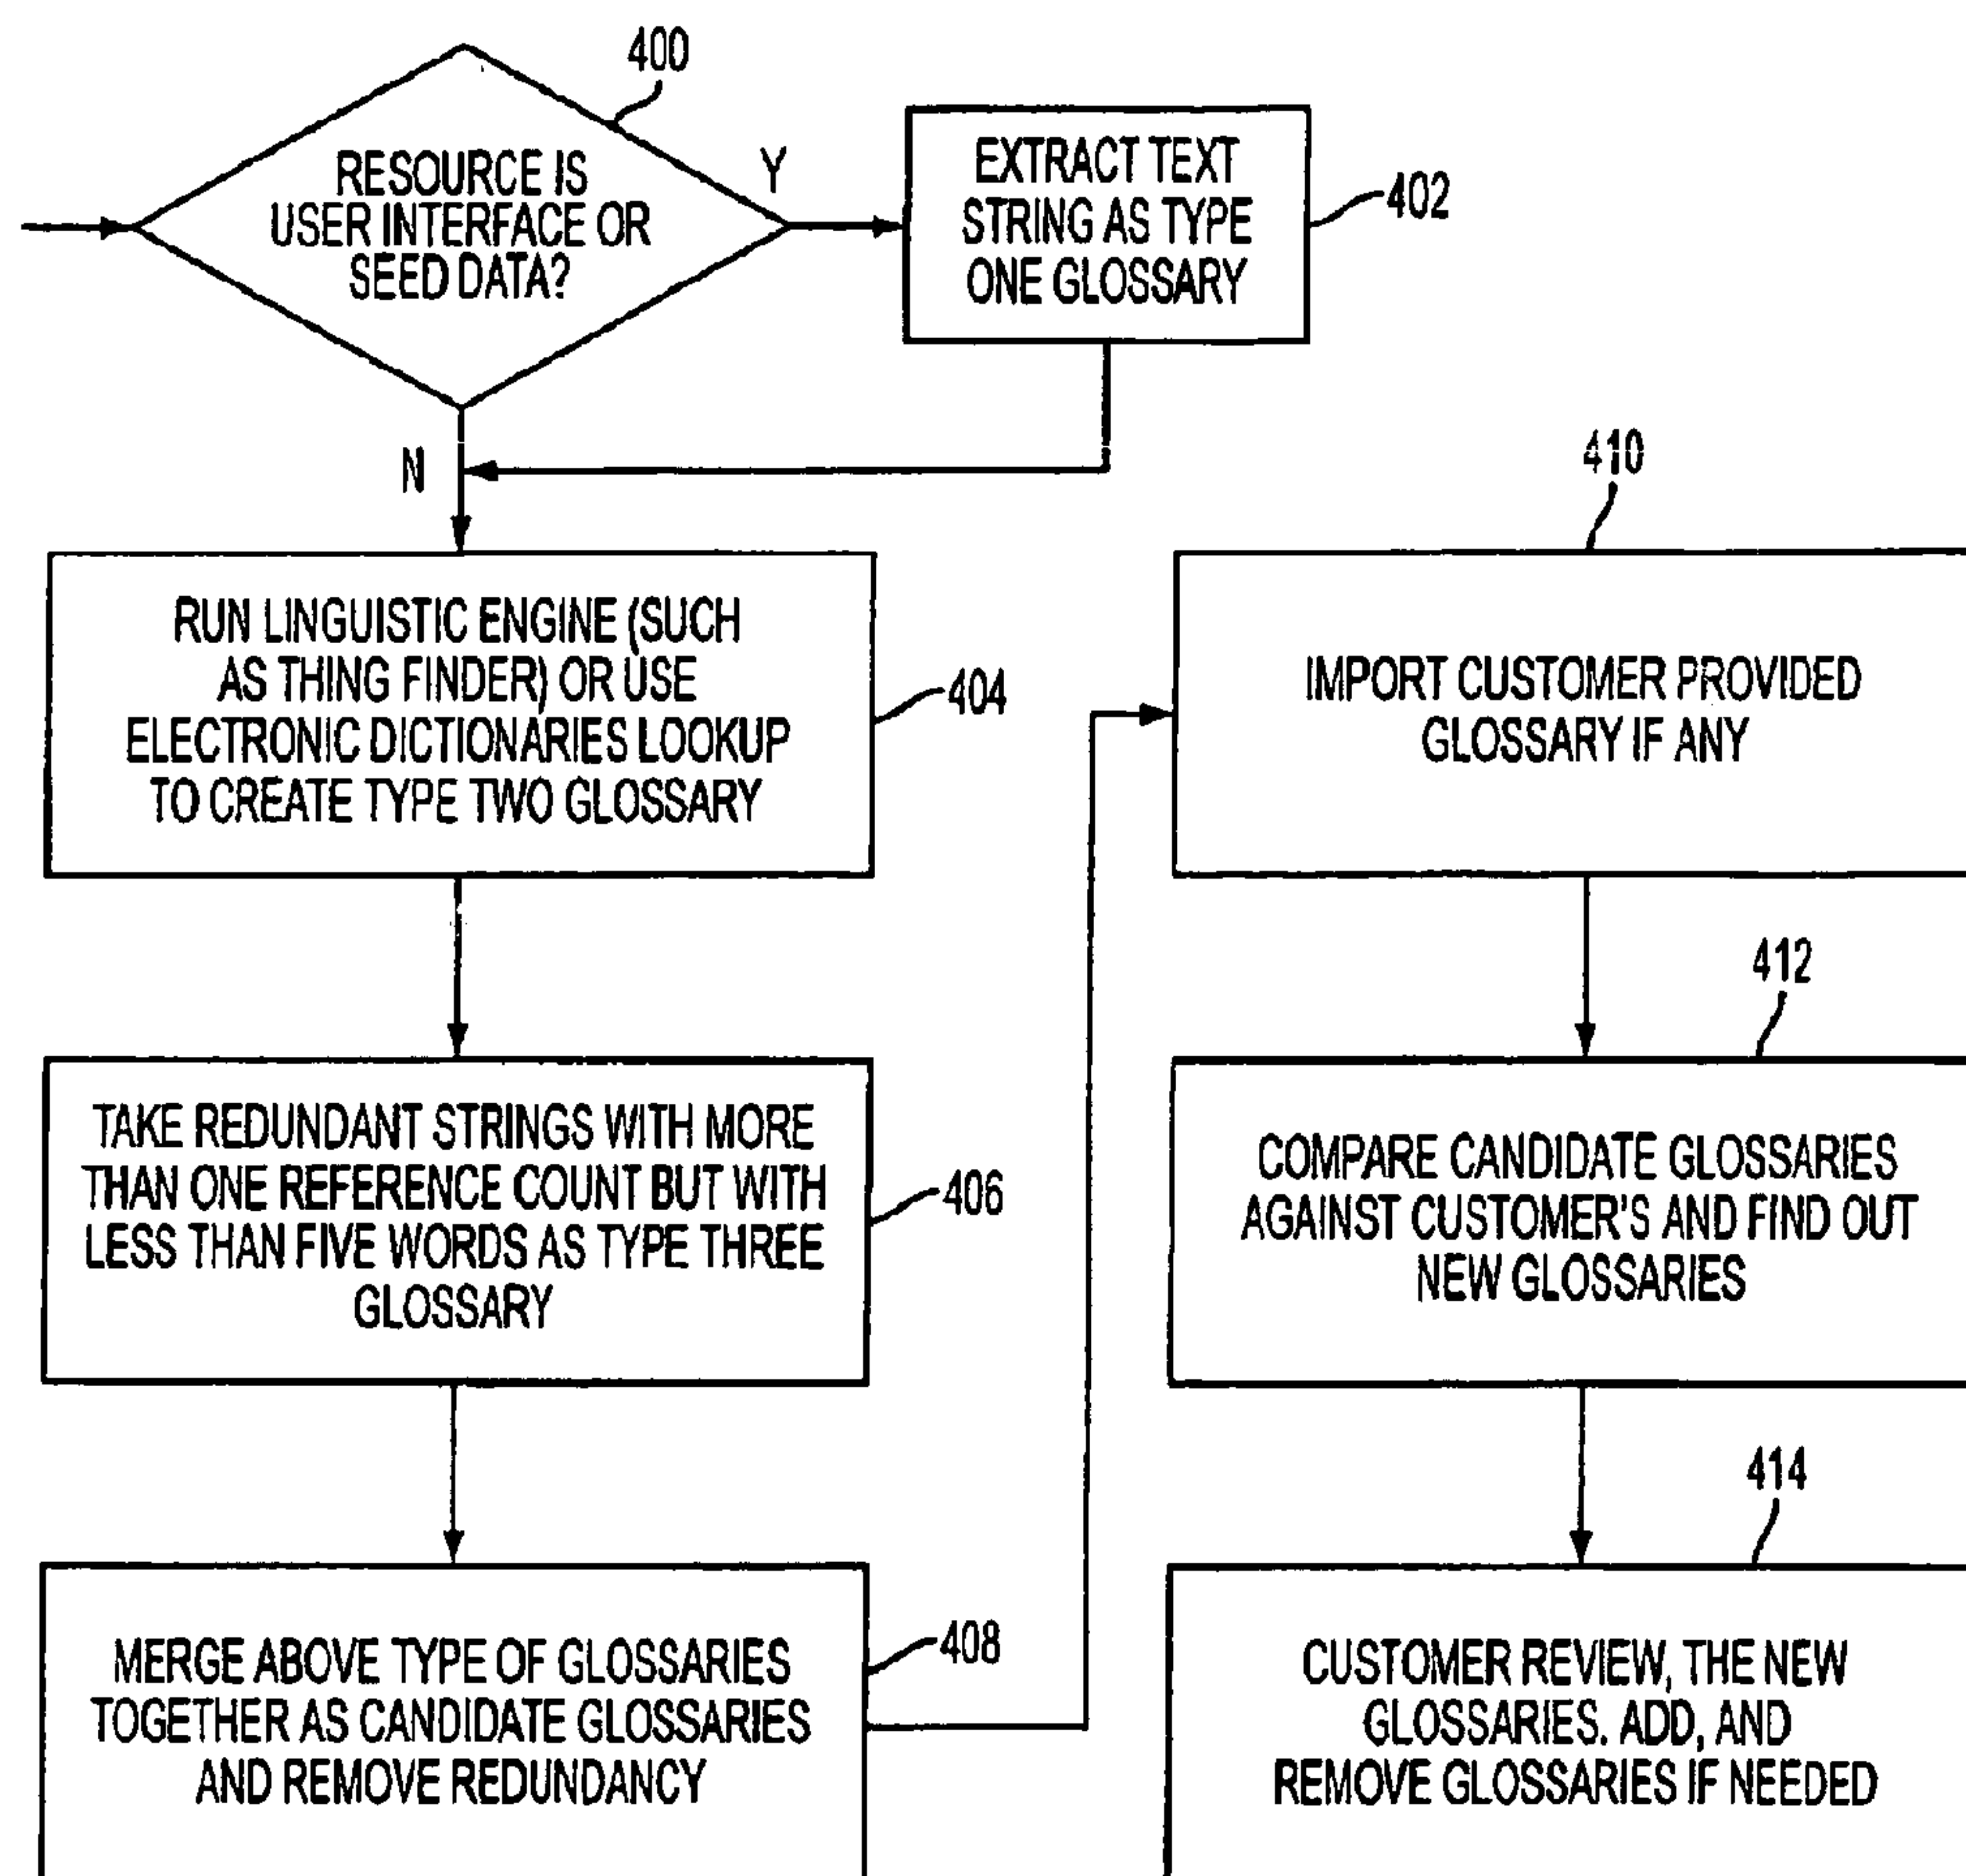 400
RESOURCE IS
USER INTERFACE OR
SEED DATA?
Y
EXTRACT TEXT
STRING AS TYPE
ONE GLOSSARY
402
N
RUN LINGUISTIC ENGINE (SUCH
AS THING FINDER) OR USE
ELECTRONIC DICTIONARIES LOOKUP
TO CREATE TYPE TWO GLOSSARY
404
TAKE REDUNDANT STRINGS WITH MORE
THAN ONE REFERENCE COUNT BUT WITH
LESS THAN FIVE WORDS AS TYPE THREE
GLOSSARY
406
MERGE ABOVE TYPE OF GLOSSARIES
TOGETHER AS CANDIDATE GLOSSARIES
AND REMOVE REDUNDANCY
408
410
IMPORT CUSTOMER PROVIDED
GLOSSARY IF ANY
412
COMPARE CANDIDATE GLOSSARIES
AGAINST CUSTOMER'S AND FIND OUT
NEW GLOSSARIES
414
CUSTOMER REVIEW, THE NEW
GLOSSARIES. ADD, AND
REMOVE GLOSSARIES IF NEEDED